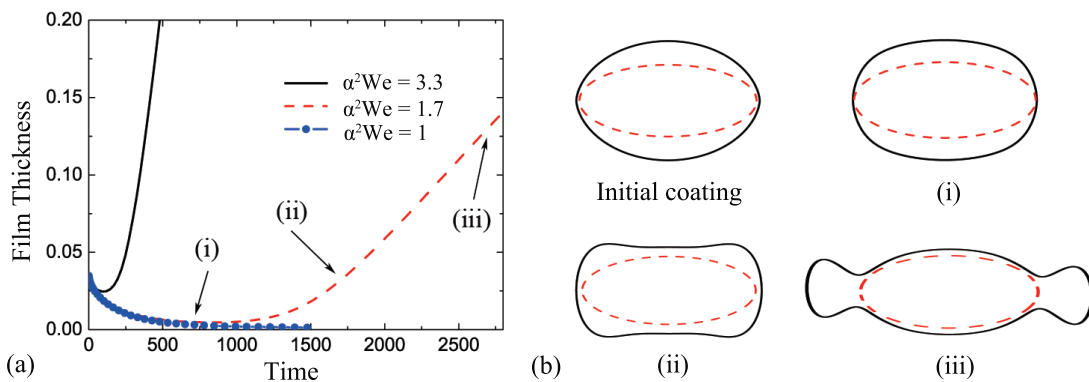 0.20
0.15
0.10
0.05
0.00
Film Thickness
α²We = 3.3
α²We = 1.7
α²We = 1
(i)
(ii)
(iii)
0 500 1000 1500 2000 2500
Time
(a)
Initial coating
(i)
(b)
(ii)
(iii)